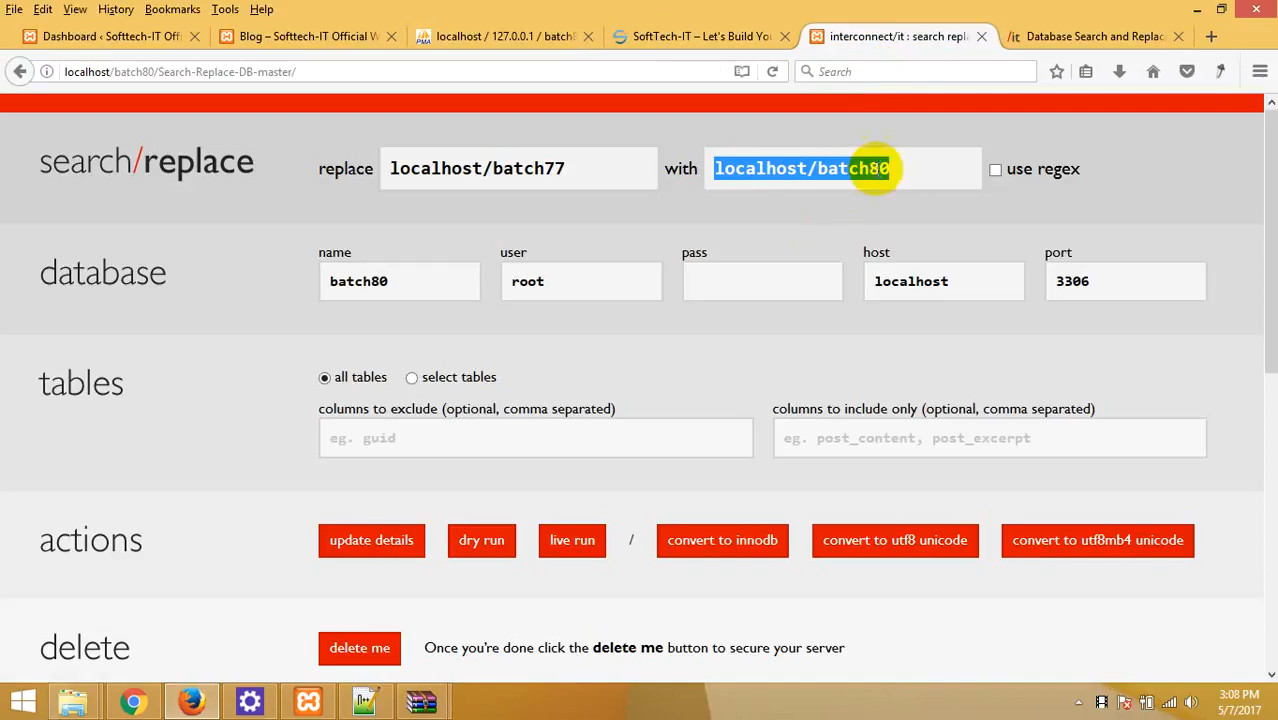 File Edit View History Bookmarks Tools Help
Dashboard ‹ Softtech-IT Offi
Blog – Softtech-IT Official W
localhost / 127.0.0.1 / batch8
SoftTech-IT – Let's Build You
interconnect/it : search repl
/it Database Search and Replac
localhost/batch80/Search-Replace-DB-master/
Search
search/replace
replace localhost/batch77 with localhost/batch80 use regex
database
name user pass host port
batch80 root localhost 3306
tables
all tables select tables
columns to exclude (optional, comma separated) columns to include only (optional, comma separated)
eg. guid eg. post_content, post_excerpt
actions
update details dry run live run / convert to innodb convert to utf8 unicode convert to utf8mb4 unicode
delete
delete me Once you're done click the delete me button to secure your server
3:08 PM
5/7/2017